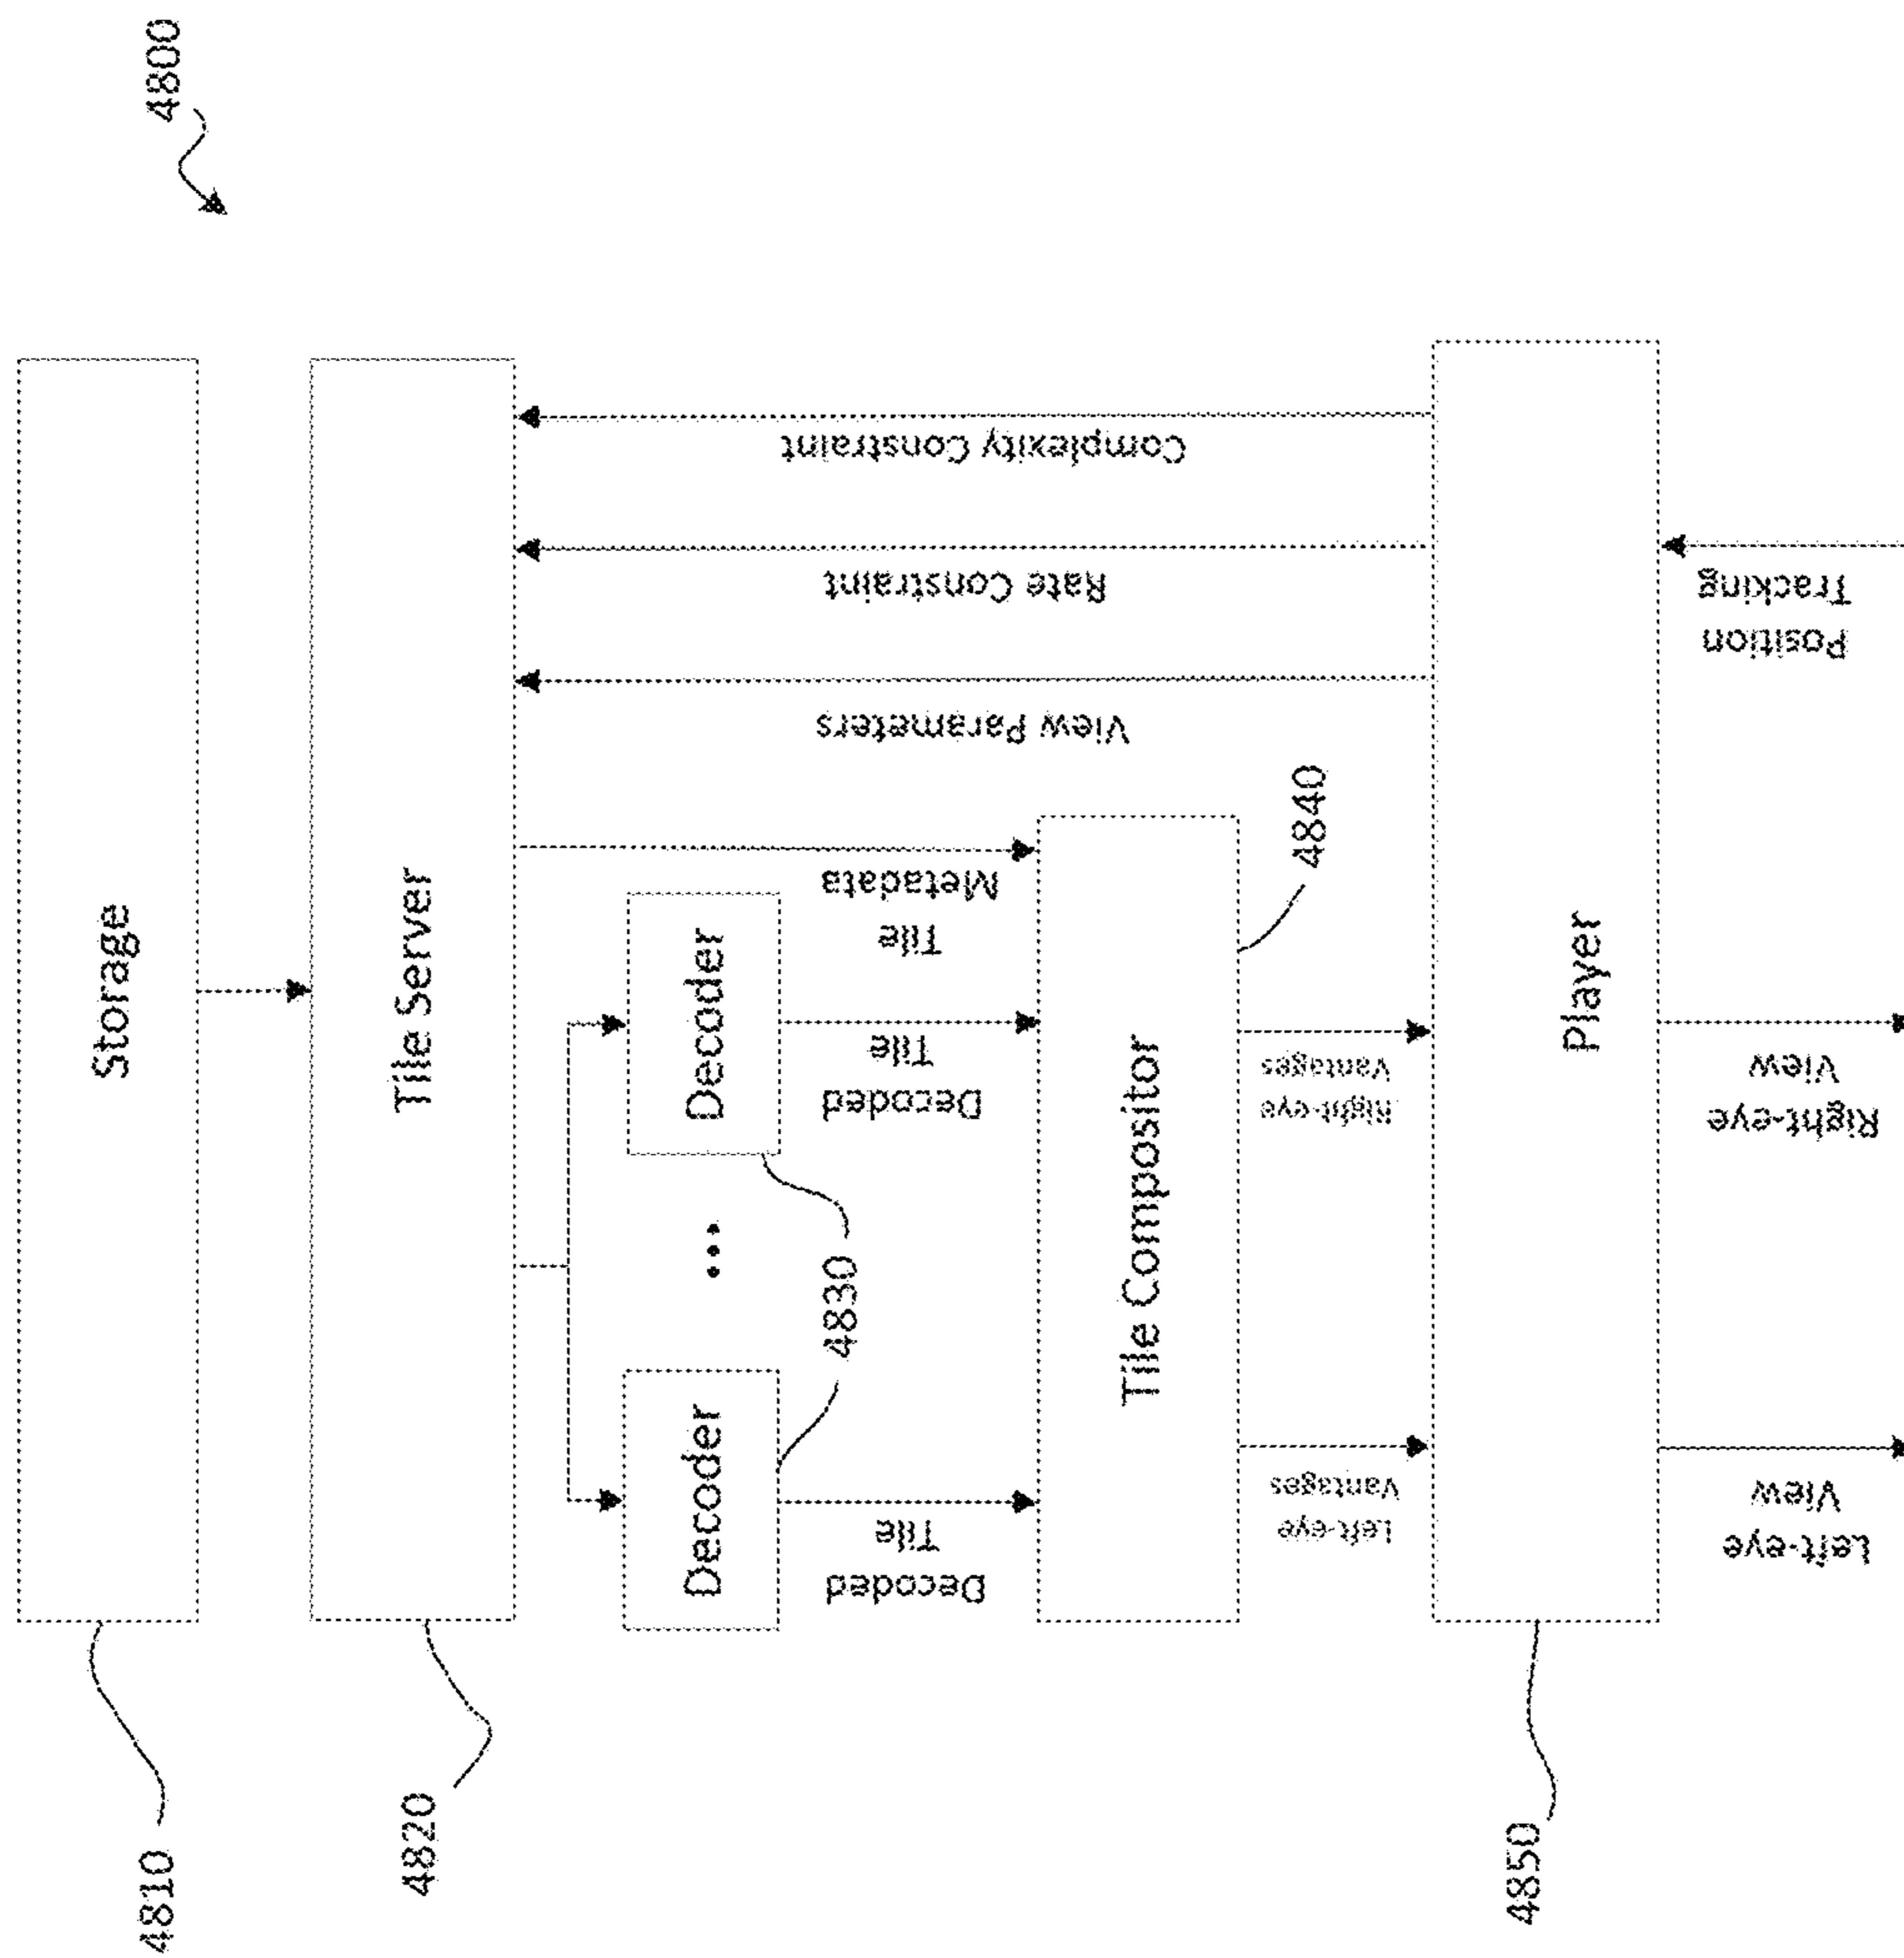 4800
Storage
4810
Tile Server
4820
Complexity Constraint
Rate Constraint
View Parameters
Tile
Metadata
Decoder
Decoder
...
4830
Decoded
Tile
Decoded
Tile
Tile Compositor
4840
Left-eye
Vantages
Right-eye
Vantages
Player
4850
Left-eye
View
Right-eye
View
Position
Tracking